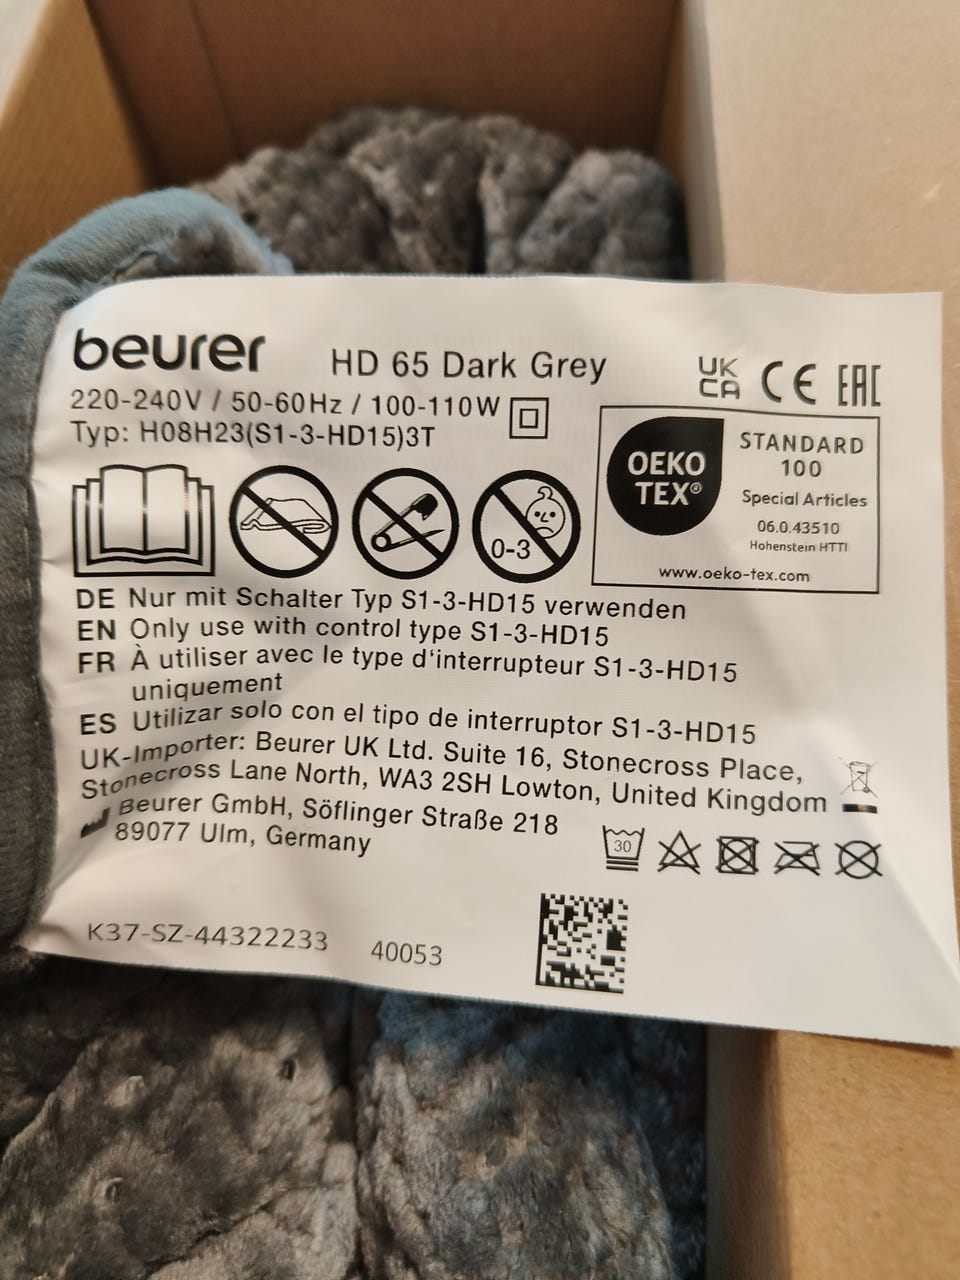 beurer HD 65 Dark Grey
UK
CA CE EAC
220-240V / 50-60Hz / 100-110W
Typ: H08H23(S1-3-HD15)3T
0-3
OEKO
TEX®
STANDARD
100
Special Articles
06.0.43510
Hohenstein HTTI
www.oeko-tex.com
DE Nur mit Schalter Typ S1-3-HD15 verwenden
EN Only use with control type S1-3-HD15
FR À utiliser avec le type d'interrupteur S1-3-HD15
uniquement
ES Utilizar solo con el tipo de interruptor S1-3-HD15
UK-Importer: Beurer UK Ltd. Suite 16, Stonecross Place,
Stonecross Lane North, WA3 2SH Lowton, United Kingdom
Beurer GmbH, Söflinger Straße 218
89077 Ulm, Germany
30
K37-SZ-44322233 40053